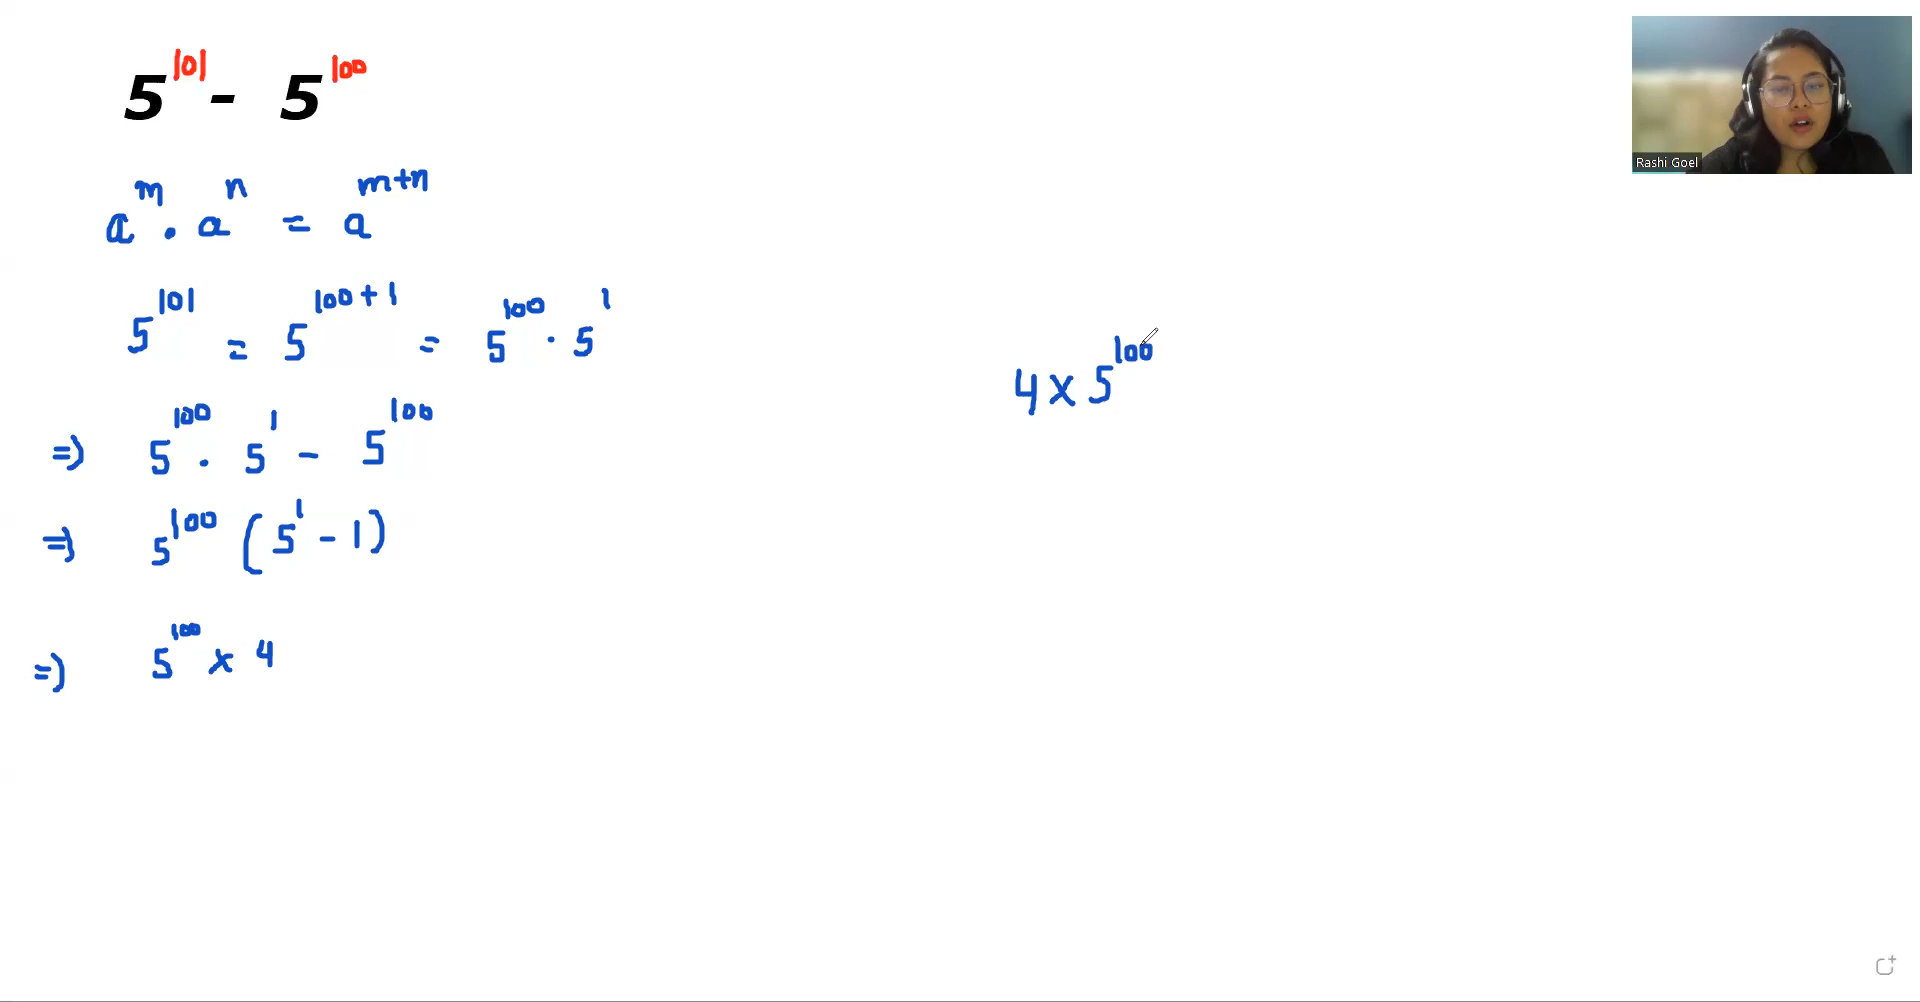 5^101 - 5^100
a^m . a^n = a^m+n
5^101 = 5^100+1 = 5^100 . 5^1
=> 5^100 . 5^1 - 5^100
=> 5^100 (5^1 - 1)
=> 5^100 x 4
4 x 5^100
Rashi Goel